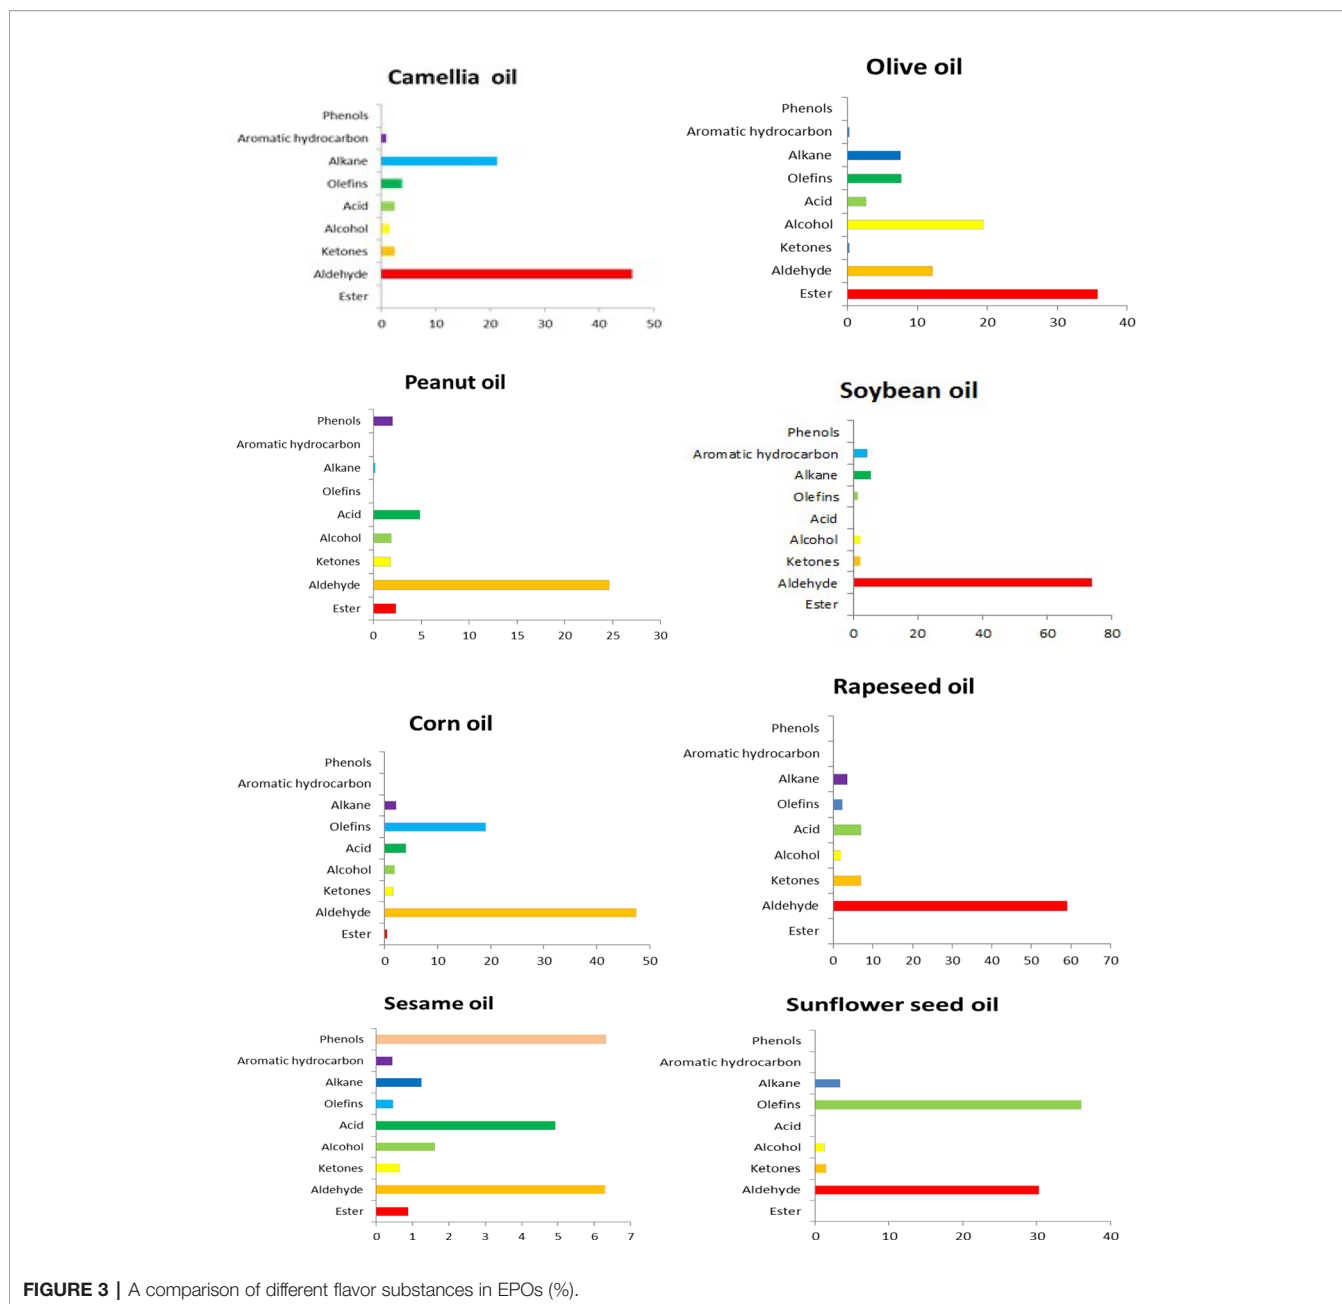 Camellia oil
Phenols
Aromatic hydrocarbon
Alkane
Olefins
Acid
Alcohol
Ketones
Aldehyde
Ester
0 10 20 30 40 50
Olive oil
Phenols
Aromatic hydrocarbon
Alkane
Olefins
Acid
Alcohol
Ketones
Aldehyde
Ester
0 10 20 30 40
Peanut oil
Phenols
Aromatic hydrocarbon
Alkane
Olefins
Acid
Alcohol
Ketones
Aldehyde
Ester
0 5 10 15 20 25 30
Soybean oil
Phenols
Aromatic hydrocarbon
Alkane
Olefins
Acid
Alcohol
Ketones
Aldehyde
Ester
0 20 40 60 80
Corn oil
Phenols
Aromatic hydrocarbon
Alkane
Olefins
Acid
Alcohol
Ketones
Aldehyde
Ester
0 10 20 30 40 50
Rapeseed oil
Phenols
Aromatic hydrocarbon
Alkane
Olefins
Acid
Alcohol
Ketones
Aldehyde
Ester
0 10 20 30 40 50 60 70
Sesame oil
Phenols
Aromatic hydrocarbon
Alkane
Olefins
Acid
Alcohol
Ketones
Aldehyde
Ester
0 1 2 3 4 5 6 7
Sunflower seed oil
Phenols
Aromatic hydrocarbon
Alkane
Olefins
Acid
Alcohol
Ketones
Aldehyde
Ester
0 10 20 30 40
FIGURE 3 | A comparison of different flavor substances in EPOs (%).